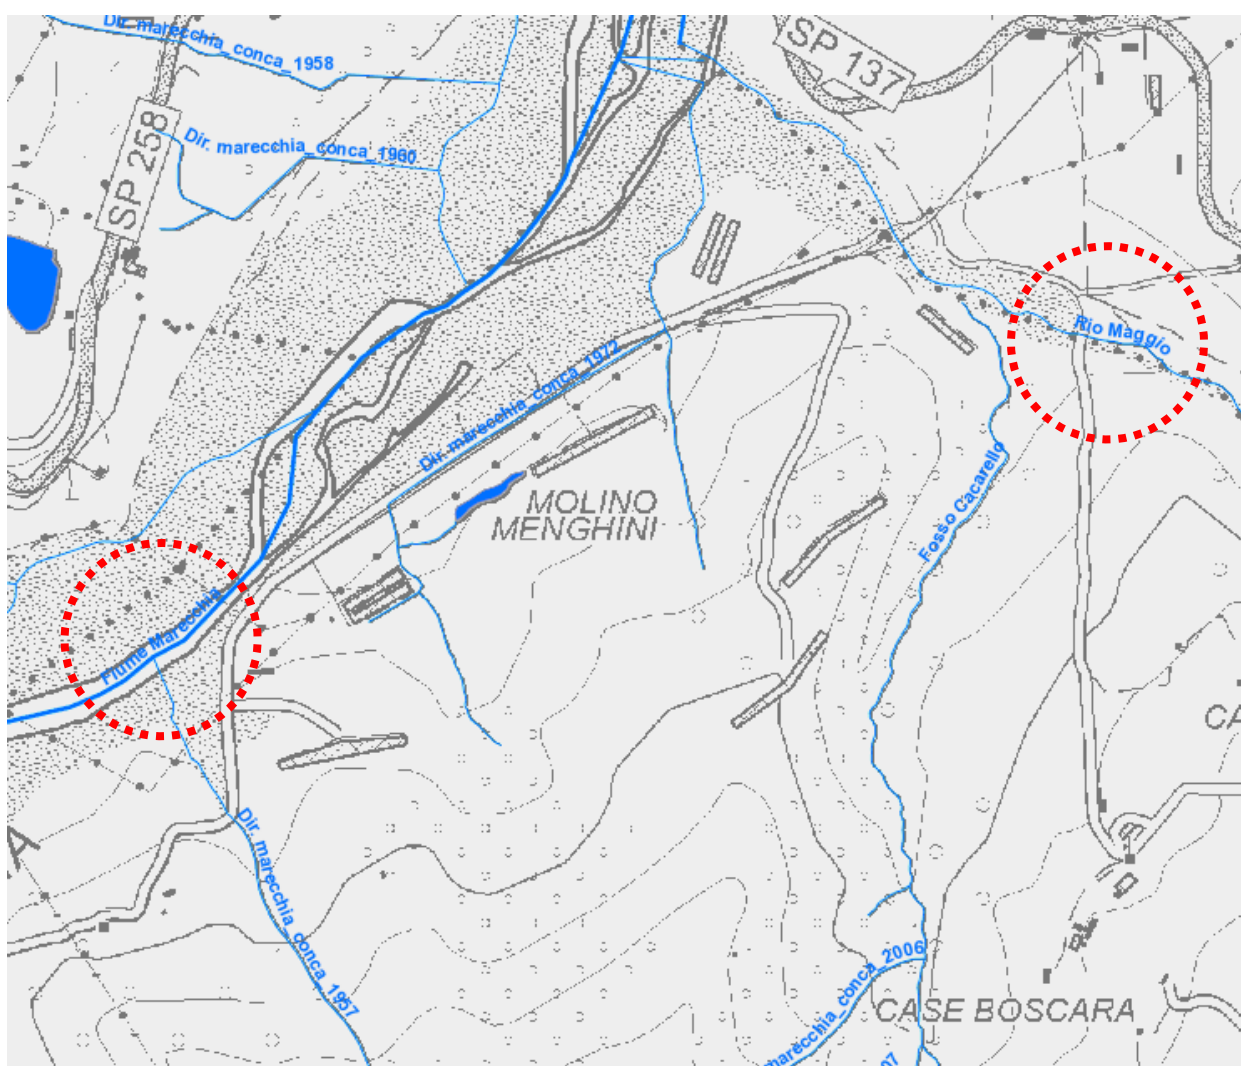 Dir. marecchia_conca_1958
SP 137
SP 258
Dir. marecchia_conca_1960
Rio Maggio
Dir. marecchia_conca_1972
MOLINO
MENGHINI
Fosso Cacarello
Fiume Marecchia
CA
A
Dir. marecchia_conca_1957
marecchia_conca_2006
CASE BOSCARA
07